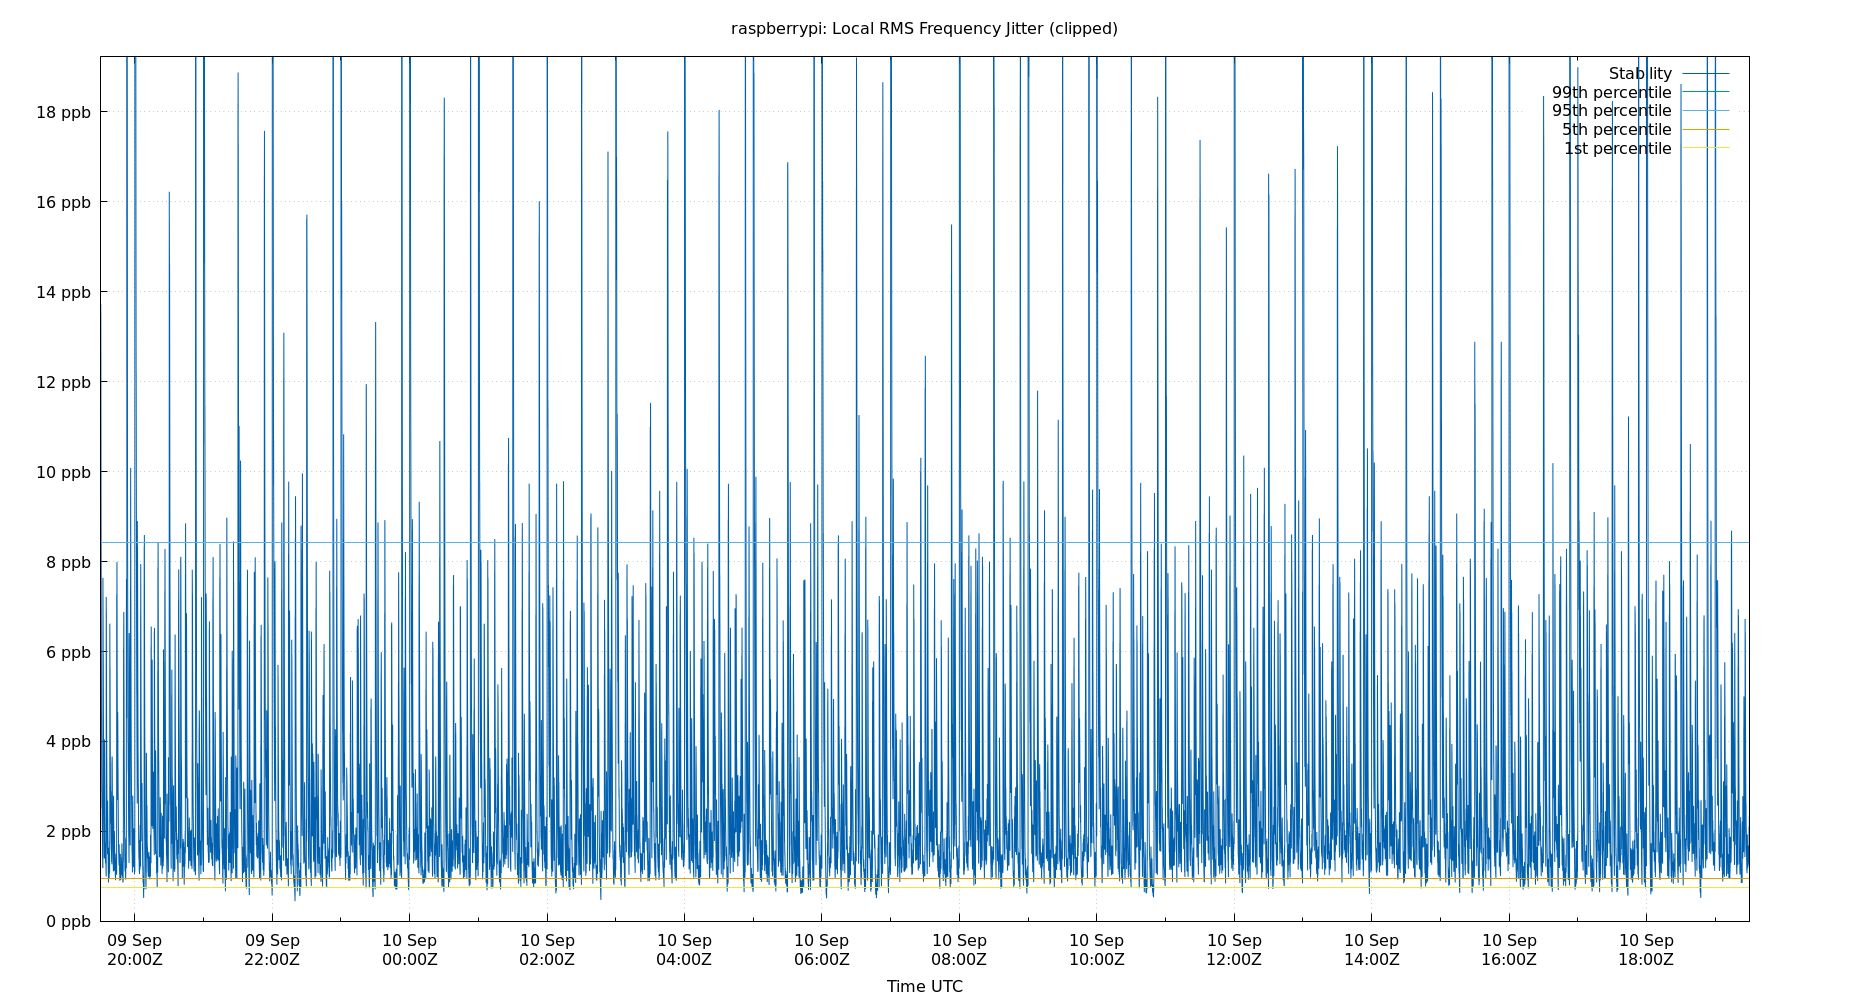 raspberrypi: Local RMS Frequency Jitter (clipped)
Stability
99th percentile
95th percentile
5th percentile
1st percentile
18 ppb
16 ppb
14 ppb
12 ppb
10 ppb
8 ppb
6 ppb
4 ppb
2 ppb
0 ppb
09 Sep 09 Sep 10 Sep 10 Sep 10 Sep 10 Sep 10 Sep 10 Sep 10 Sep 10 Sep 10 Sep 10 Sep
20:00Z 22:00Z 00:00Z 02:00Z 04:00Z 06:00Z 08:00Z 10:00Z 12:00Z 14:00Z 16:00Z 18:00Z
Time UTC